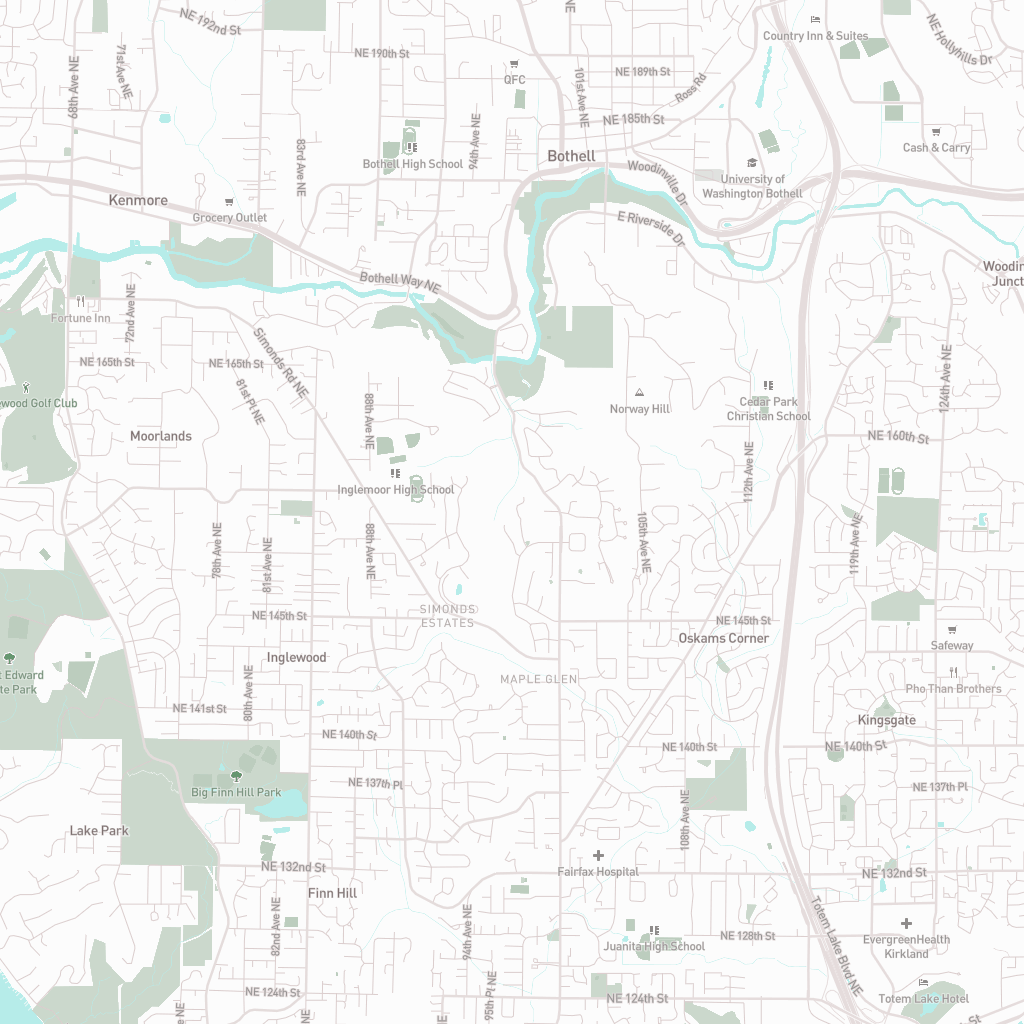 NE 192nd St
Country Inn & Suites
NE Hollyhills Dr
71st Ave NE
68th Ave NE
NE 190th St
QFC
101st Ave NE
NE 189th St
Ross Rd
NE 185th St
94th Ave NE
83rd Ave NE
Bothell High School
Bothell
Woodinville Dr
Cash & Carry
University of
Washington Bothell
Kenmore
Grocery Outlet
E Riverside Dr
Bothell Way NE
Fortune Inn
72nd Ave NE
Simonds Rd NE
NE 165th St
NE 165th St
81st Pl NE
88th Ave NE
124th Ave NE
ewood Golf Club
Norway Hill
Cedar Park
Christian School
Moorlands
NE 160th St
112th Ave NE
Inglemoor High School
78th Ave NE
81st Ave NE
88th Ave NE
105th Ave NE
119th Ave NE
NE 145th St
SIMONDS
ESTATES
NE 145th St
Oskams Corner
Safeway
Inglewood
t Edward
te Park
MAPLE GLEN
Pho Than Brothers
80th Ave NE
NE 141st St
Kingsgate
NE 140th St
NE 140th St
NE 140th St
Big Finn Hill Park
NE 137th Pl
NE 137th Pl
Lake Park
108th Ave NE
NE 132nd St
Fairfax Hospital
NE 132nd St
Finn Hill
82nd Ave NE
94th Ave NE
Juanita High School
NE 128th St
Totem Lake Blvd NE
EvergreenHealth
Kirkland
NE 124th St
95th Pl NE
NE 124th St
Totem Lake Hotel